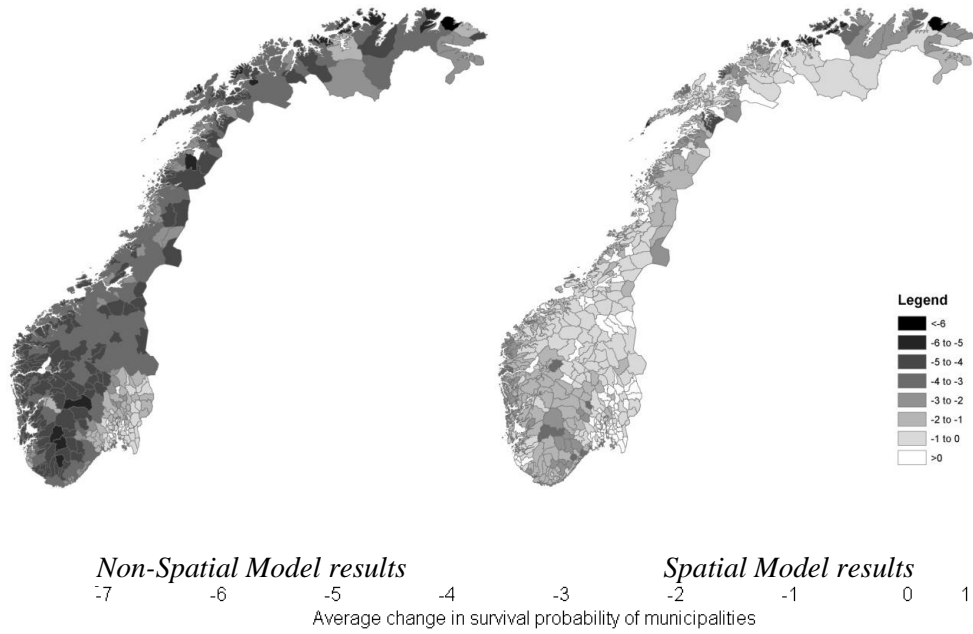 Legend
<-6
-6 to -5
-5 to -4
-4 to -3
-3 to -2
-2 to -1
-1 to 0
>0
Non-Spatial Model results Spatial Model results
-7 -6 -5 -4 -3 -2 -1 0 1
Average change in survival probability of municipalities